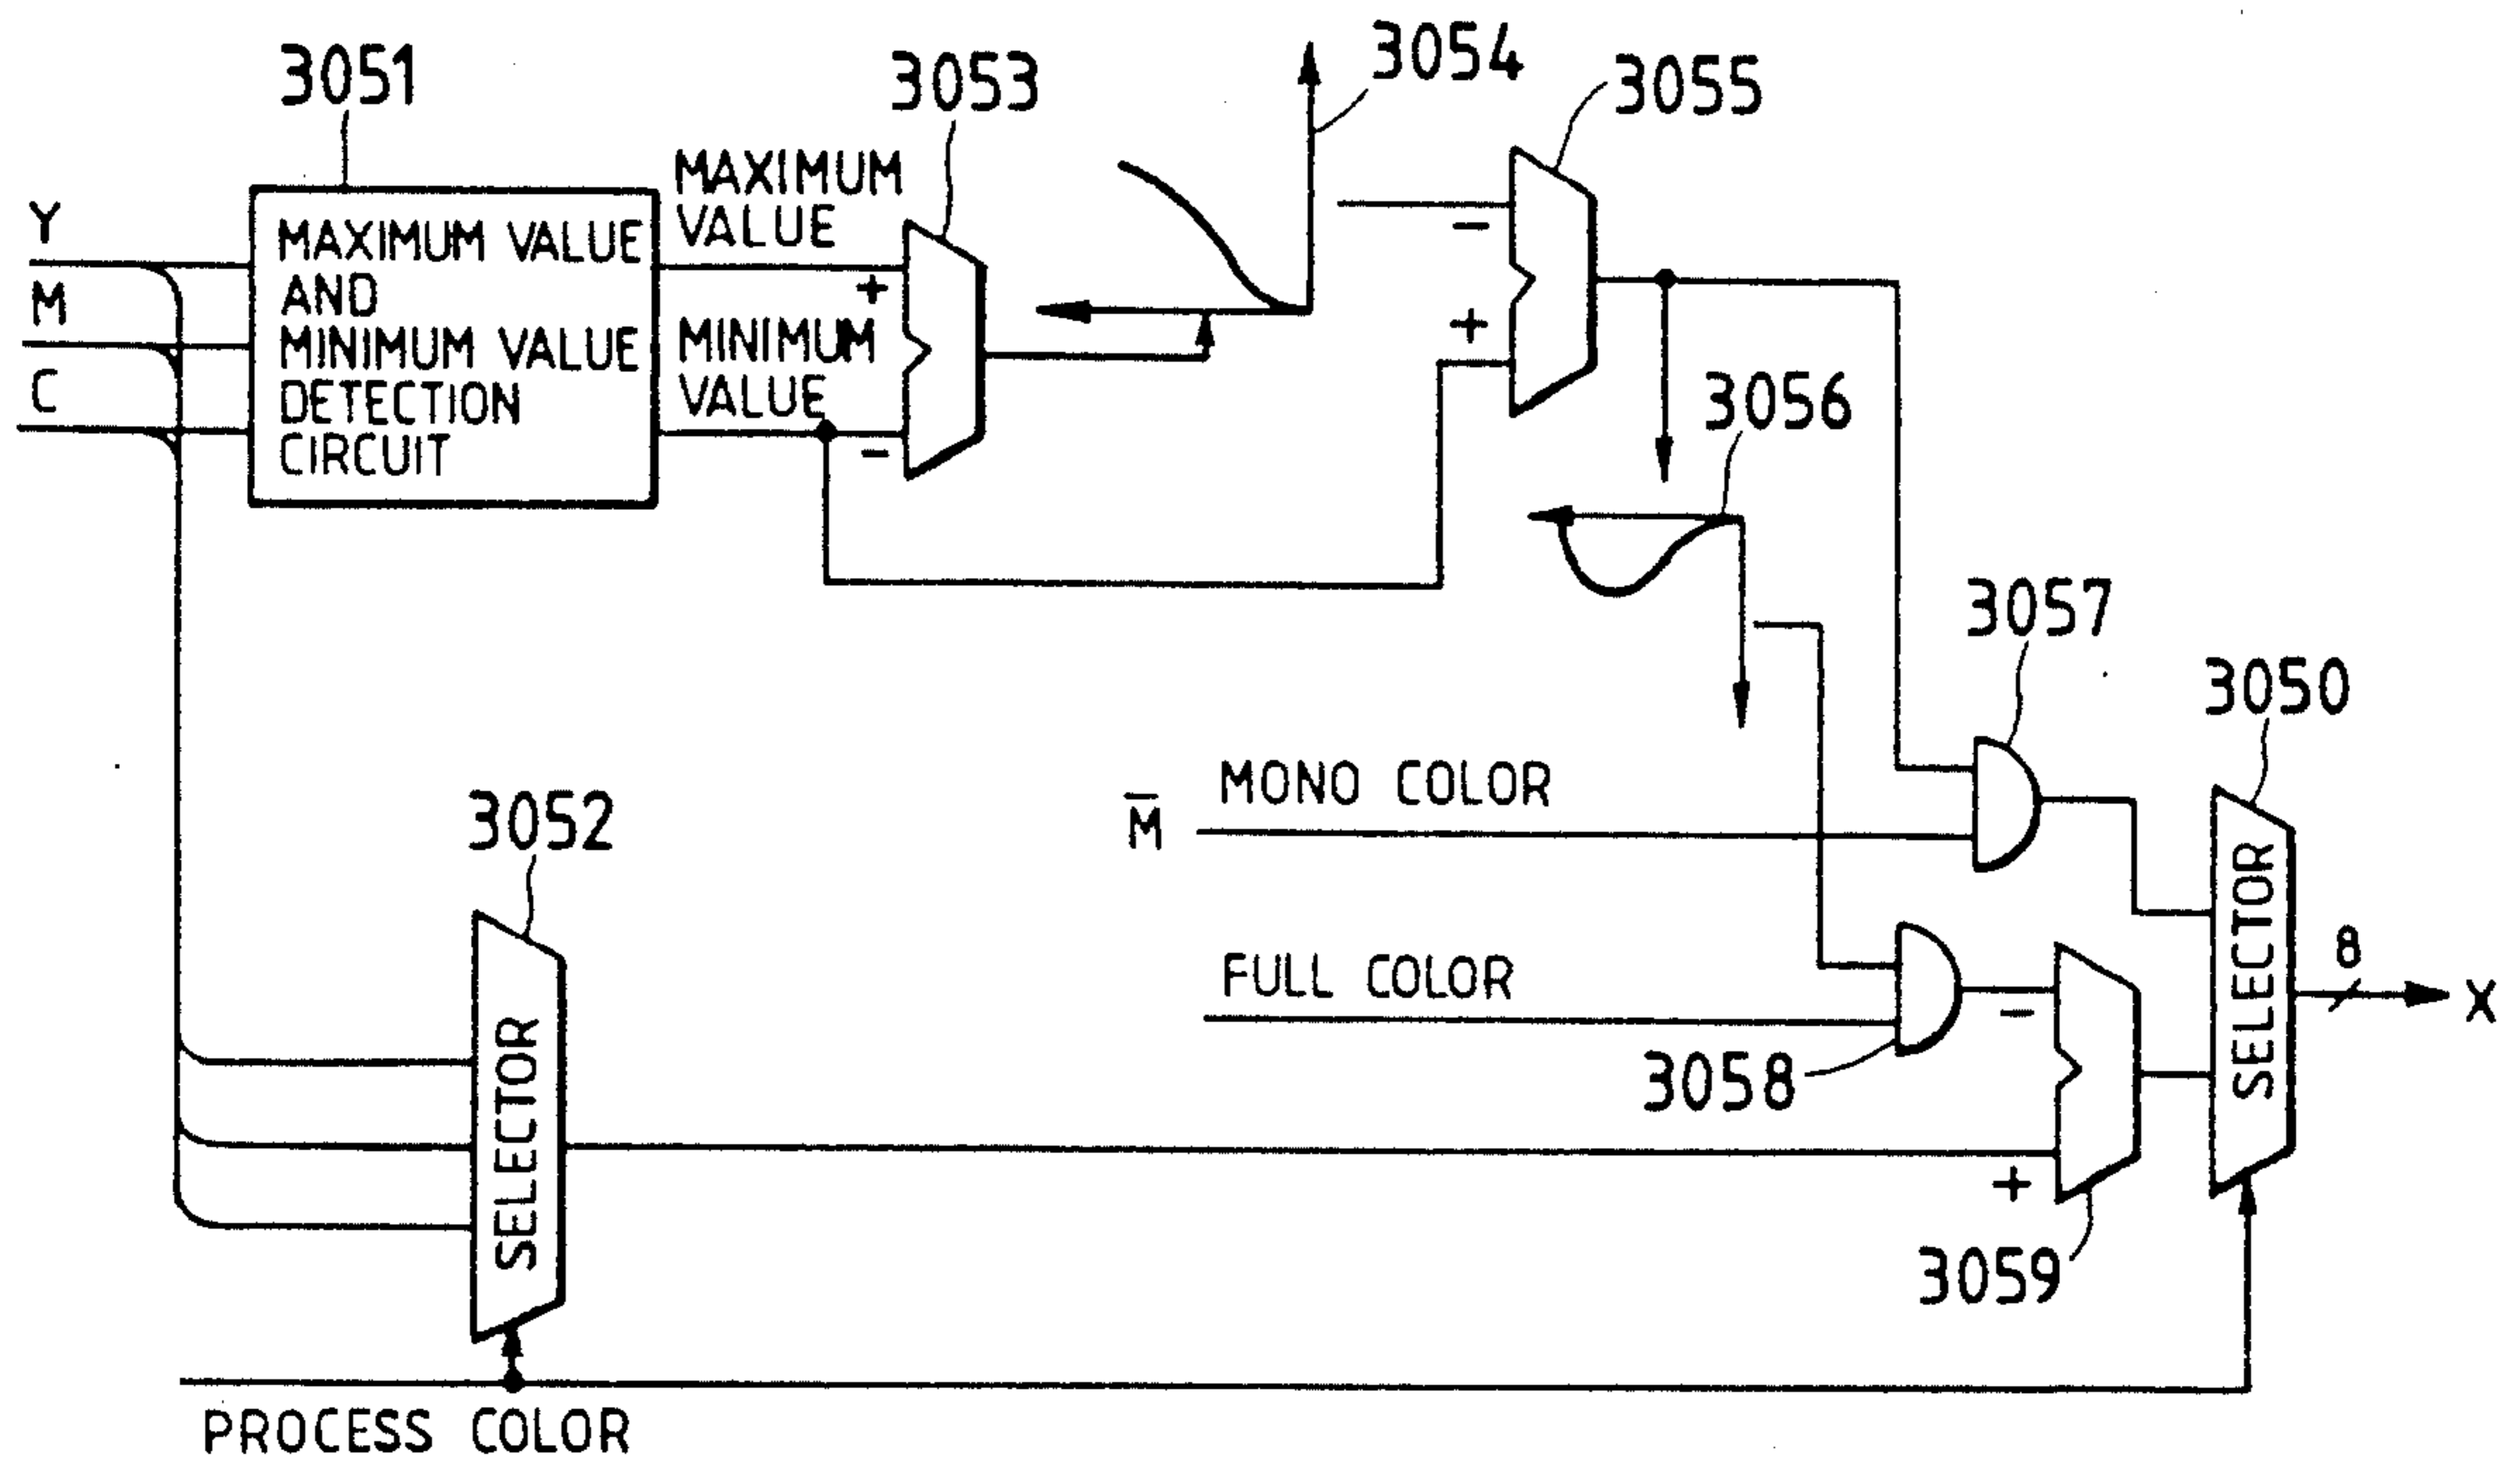 3051
3053
3054
3055
Y
M
C
MAXIMUM VALUE
AND
MINIMUM VALUE
DETECTION
CIRCUIT
MAXIMUM
VALUE
+
MINIMUM
VALUE
−
−
+
3056
3057
3050
3052
M̅
MONO COLOR
FULL COLOR
3058
−
+
3059
SELECTOR
SELECTOR
8
X
PROCESS COLOR